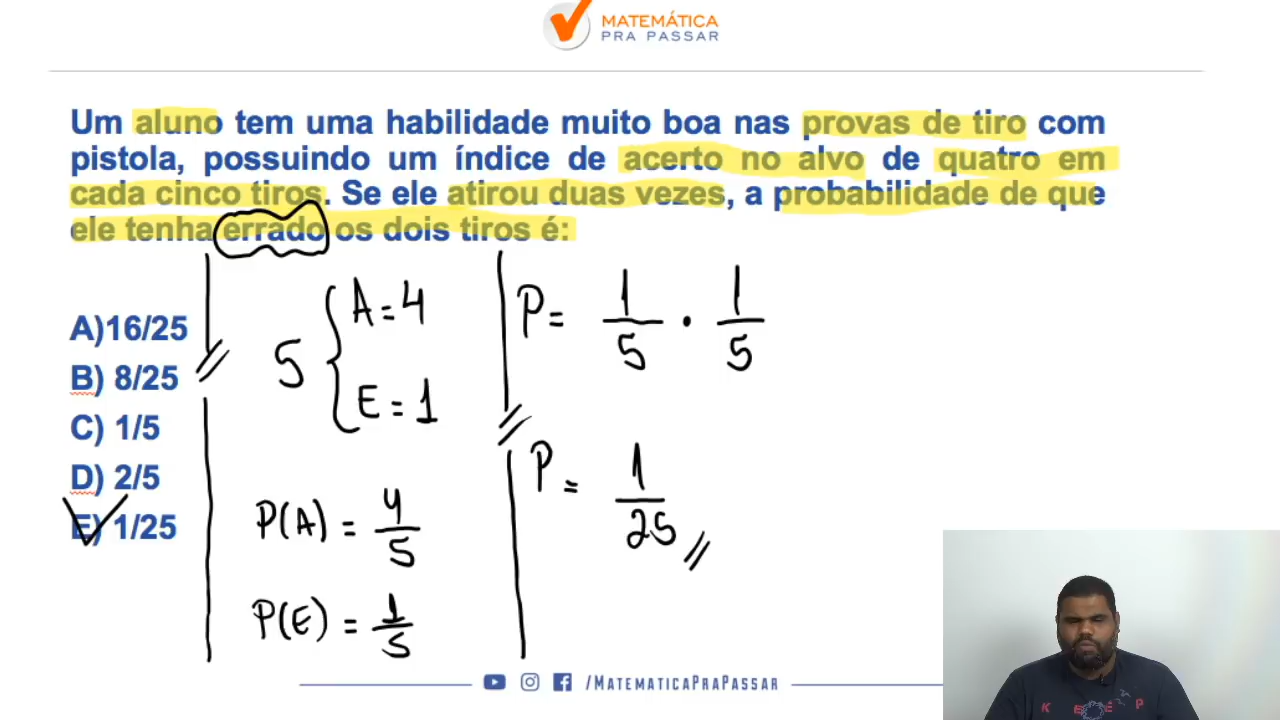 MATEMÁTICA
PRA PASSAR
Um aluno tem uma habilidade muito boa nas provas de tiro com
pistola, possuindo um índice de acerto no alvo de quatro em
cada cinco tiros. Se ele atirou duas vezes, a probabilidade de que
ele tenha errado os dois tiros é:
A)16/25
B) 8/25
C) 1/5
D) 2/5
E) 1/25
5 { A = 4
E = 1
P(A) = 4/5
P(E) = 1/5
P = 1/5 · 1/5
P = 1/25
/MATEMATICAPRAPASSAR
K E E P